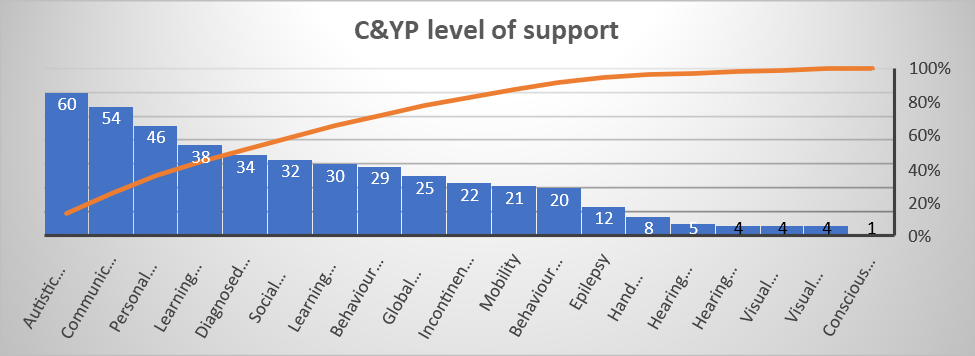 C&YP level of support
100%
80%
60%
40%
20%
0%
60
54
46
38
34
32
30
29
25
22
21
20
12
8
5
4
4
4
1
Autistic...
Communic...
Personal...
Learning...
Diagnosed...
Social...
Learning...
Behaviour...
Global...
Incontinen...
Mobility
Behaviour...
Epilepsy
Hand...
Hearing...
Hearing...
Visual...
Visual...
Conscious...